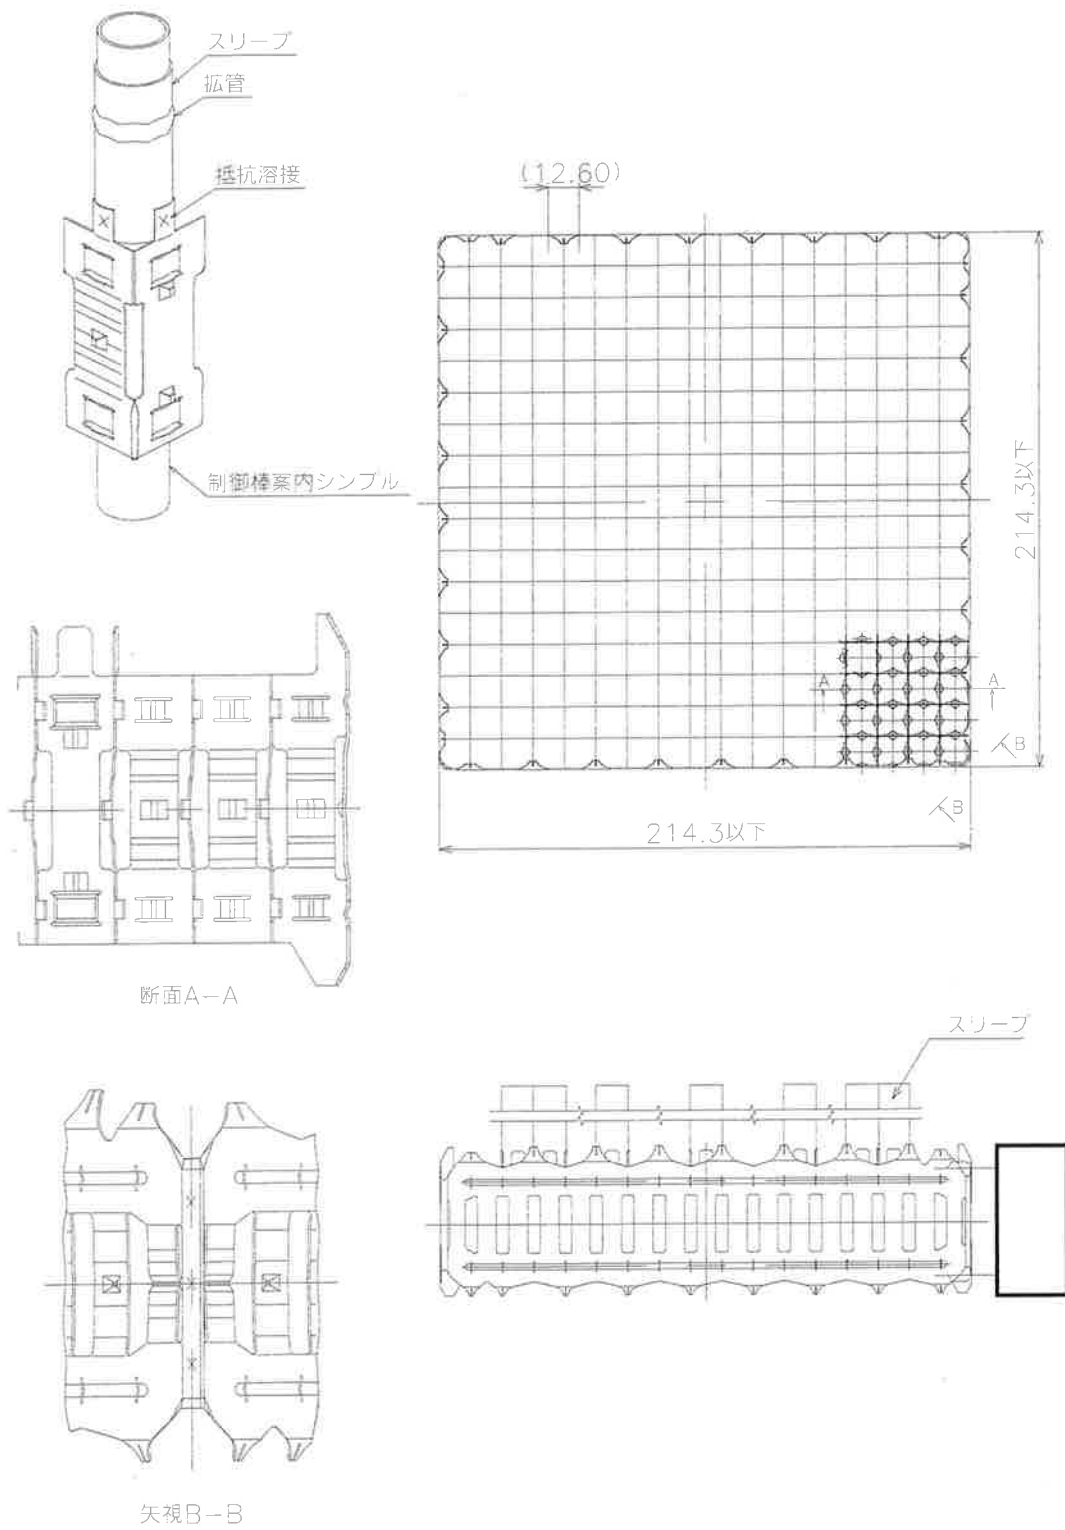 スリーブ
拡管
抵抗溶接
制御棒案内シンブル
(12.60)
214.3以下
A
A
B
B
214.3以下
断面A-A
スリーブ
矢視B-B